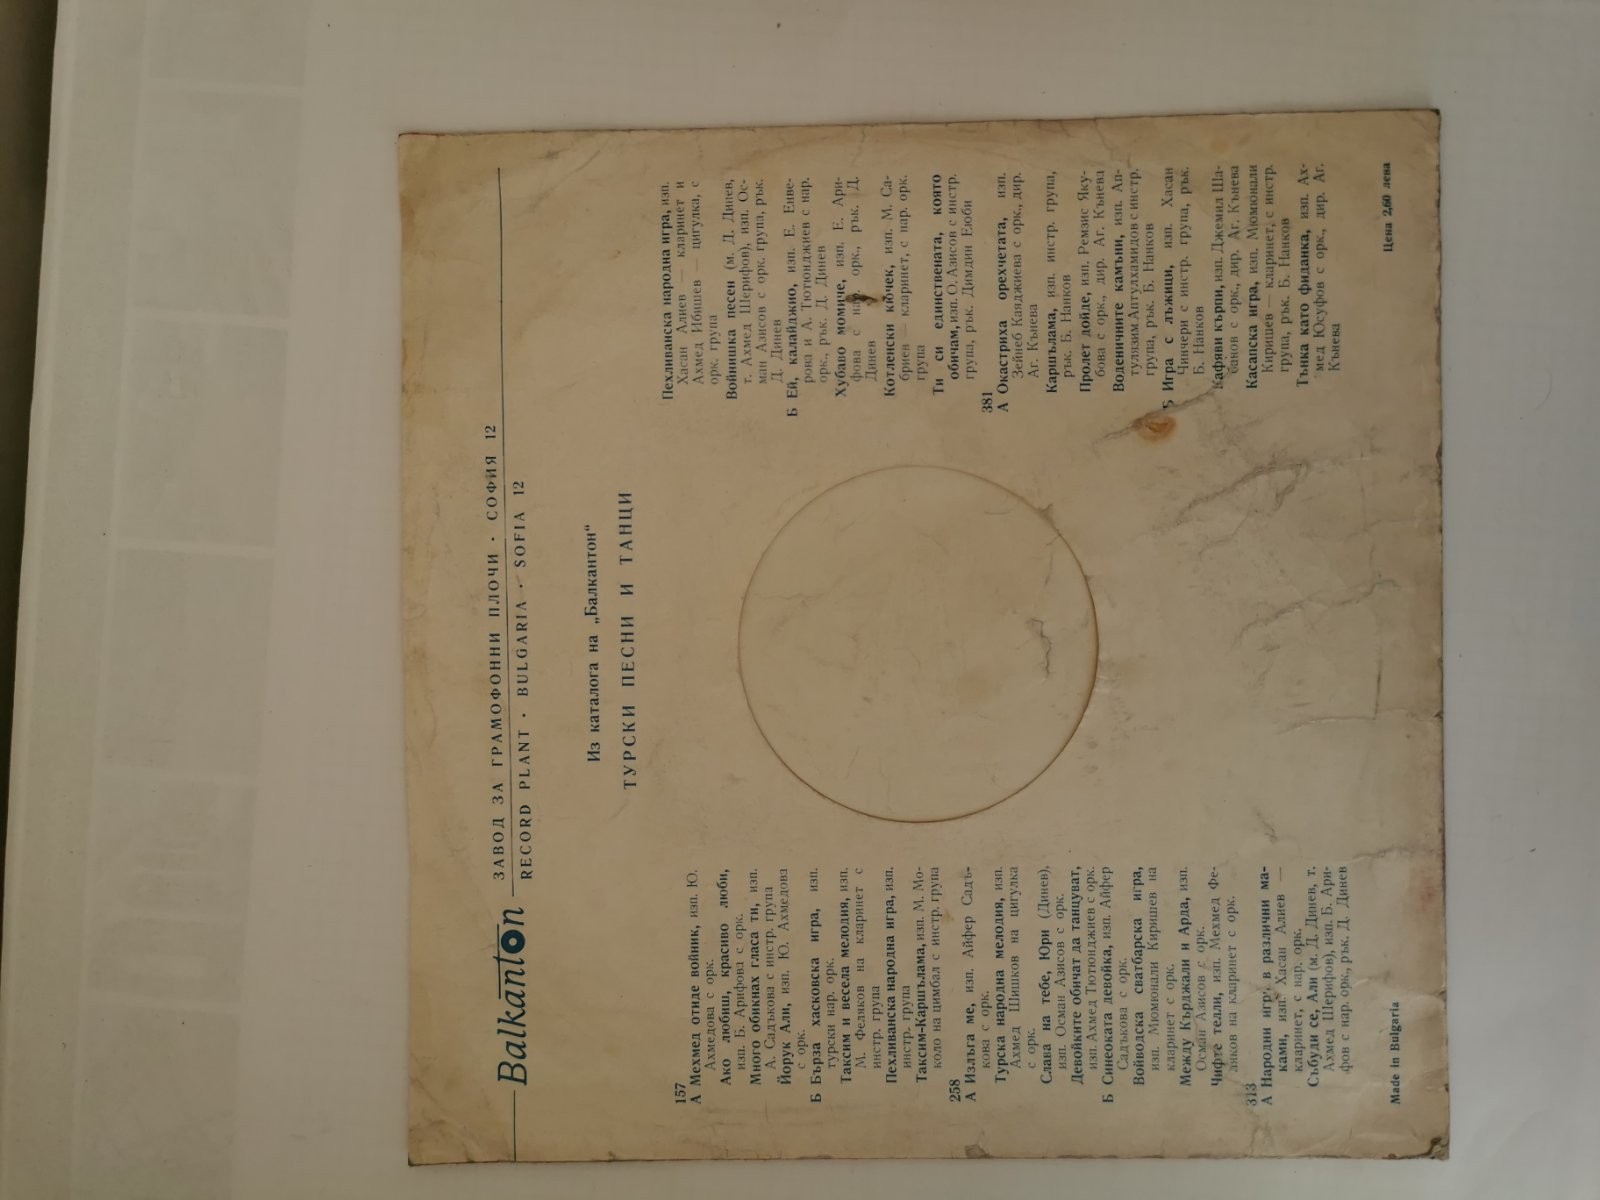 Balkanton
ЗАВОД ЗА ГРАМОФОННИ ПЛОЧИ · СОФИЯ 12
RECORD PLANT · BULGARIA · SOFIA 12
Из каталога на „Балкантон“
ТУРСКИ ПЕСНИ И ТАНЦИ
157
А Мехмед отиде войник, изп. Ю.
Ахмедова с орк.
Ако любиш, красиво люби,
изп. Б. Арифова с орк.
Много обикнах гласа ти, изп.
А. Садъкова с инстр. група
Йорук Али, изп. Ю. Ахмедова
с орк.
Б Бърза хасковска игра, изп.
турски нар. орк.
Таксим и весела мелодия, изп.
М. Феляков на кларинет с
инстр. група
Пехливанска народна игра, изп.
инстр. група
Таксим-Каршълама, изп. М. Мо-
коло на цимбал с инстр. група
258
А Излъга ме, изп. Айфер Садъ-
кова с орк.
Турска народна мелодия, изп.
Ахмед Шишков на цигулка
с орк.
Слава на тебе, Юри (Динев),
изп. Осман Азисов с орк.
Девойките обичат да танцуват,
изп. Ахмед Тютюнджиев с орк.
Б Синеоката девойка, изп. Айфер
Садъкова с орк.
Войводска сватбарска игра,
изп. Мюмюнали Киришев на
кларинет с орк.
Между Кърджали и Арда, изп.
Осман Азисов с орк.
Чифте телли, изп. Мехмед Фе-
ляков на кларинет с орк.
313
А Народни игри в различни ма-
ками, изп. Хасан Алиев —
кларинет, с нар. орк.
Събуди се, Али (м. Д. Динев, т.
Ахмед Шерифов), изп. Б. Ари-
фов с нар. орк., рък. Д. Динев
Пехливанска народна игра, изп.
Хасан Алиев — кларинет и
Ахмед Ибишев — цигулка, с
орк. група
Войнишка песен (м. Д. Динев,
т. Ахмед Шерифов), изп. Ос-
ман Азисов с орк. група, рък.
Д. Динев
Б Ей, калайджио, изп. Е. Енве-
рова и А. Тютюнджиев с нар.
орк., рък. Д. Динев
Хубаво момиче, изп. Е. Ари-
фова с нар. орк., рък. Д.
Динев
Котленски кючек, изп. М. Са-
бриев — кларинет, с нар. орк.
група
Ти си единствената, която
обичам, изп. О. Азисов с инстр.
група, рък. Димдин Еюби
381
А Окастриха орехчетата, изп.
Зейнеб Каяджиева с орк., дир.
Аг. Кънева
Каршълама, изп. инстр. група,
рък. Б. Нанков
Пролет дойде, изп. Ремзис Яку-
бова с орк., дир. Аг. Кънева
Воденичните камъни, изп. Ап-
тулязим Аптулхамидов с инстр.
група, рък. Б. Нанков
Б Игра с лъжици, изп. Хасан
Чинчери с инстр. група, рък.
Б. Нанков
Кафяви кърпи, изп. Джемил Ша-
банов с орк., дир. Аг. Кънева
Касапска игра, изп. Мюмюнали
Киришев — кларинет, с инстр.
група, рък. Б. Нанков
Тънка като фиданка, изп. Ах-
мед Юсуфов с орк., дир. Аг.
Кънева
Made in Bulgaria
Цена 2,60 лева